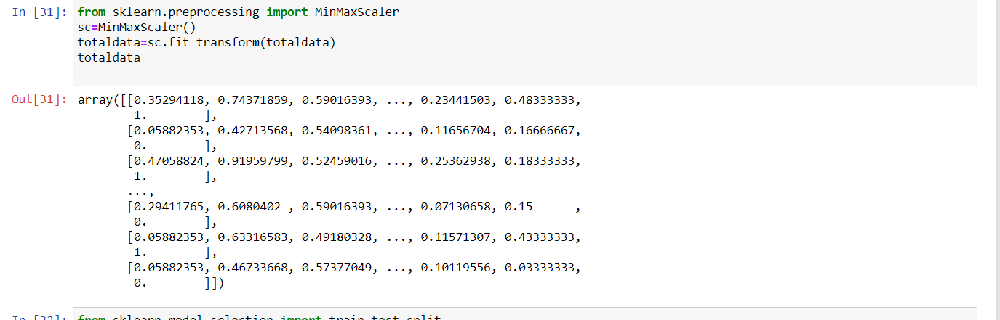 In [31]: from sklearn.preprocessing import MinMaxScaler
sc=MinMaxScaler()
totaldata=sc.fit_transform(totaldata)
totaldata
Out[31]: array([[0.35294118, 0.74371859, 0.59016393, ..., 0.23441503, 0.48333333,
1.        ],
[0.05882353, 0.42713568, 0.54098361, ..., 0.11656704, 0.16666667,
0.        ],
[0.47058824, 0.91959799, 0.52459016, ..., 0.25362938, 0.18333333,
1.        ],
...,
[0.29411765, 0.6080402 , 0.59016393, ..., 0.07130658, 0.15      ,
0.        ],
[0.05882353, 0.63316583, 0.49180328, ..., 0.11571307, 0.43333333,
1.        ],
[0.05882353, 0.46733668, 0.57377049, ..., 0.10119556, 0.03333333,
0.        ]])
In [32]: from sklearn.model_selection import train_test_split